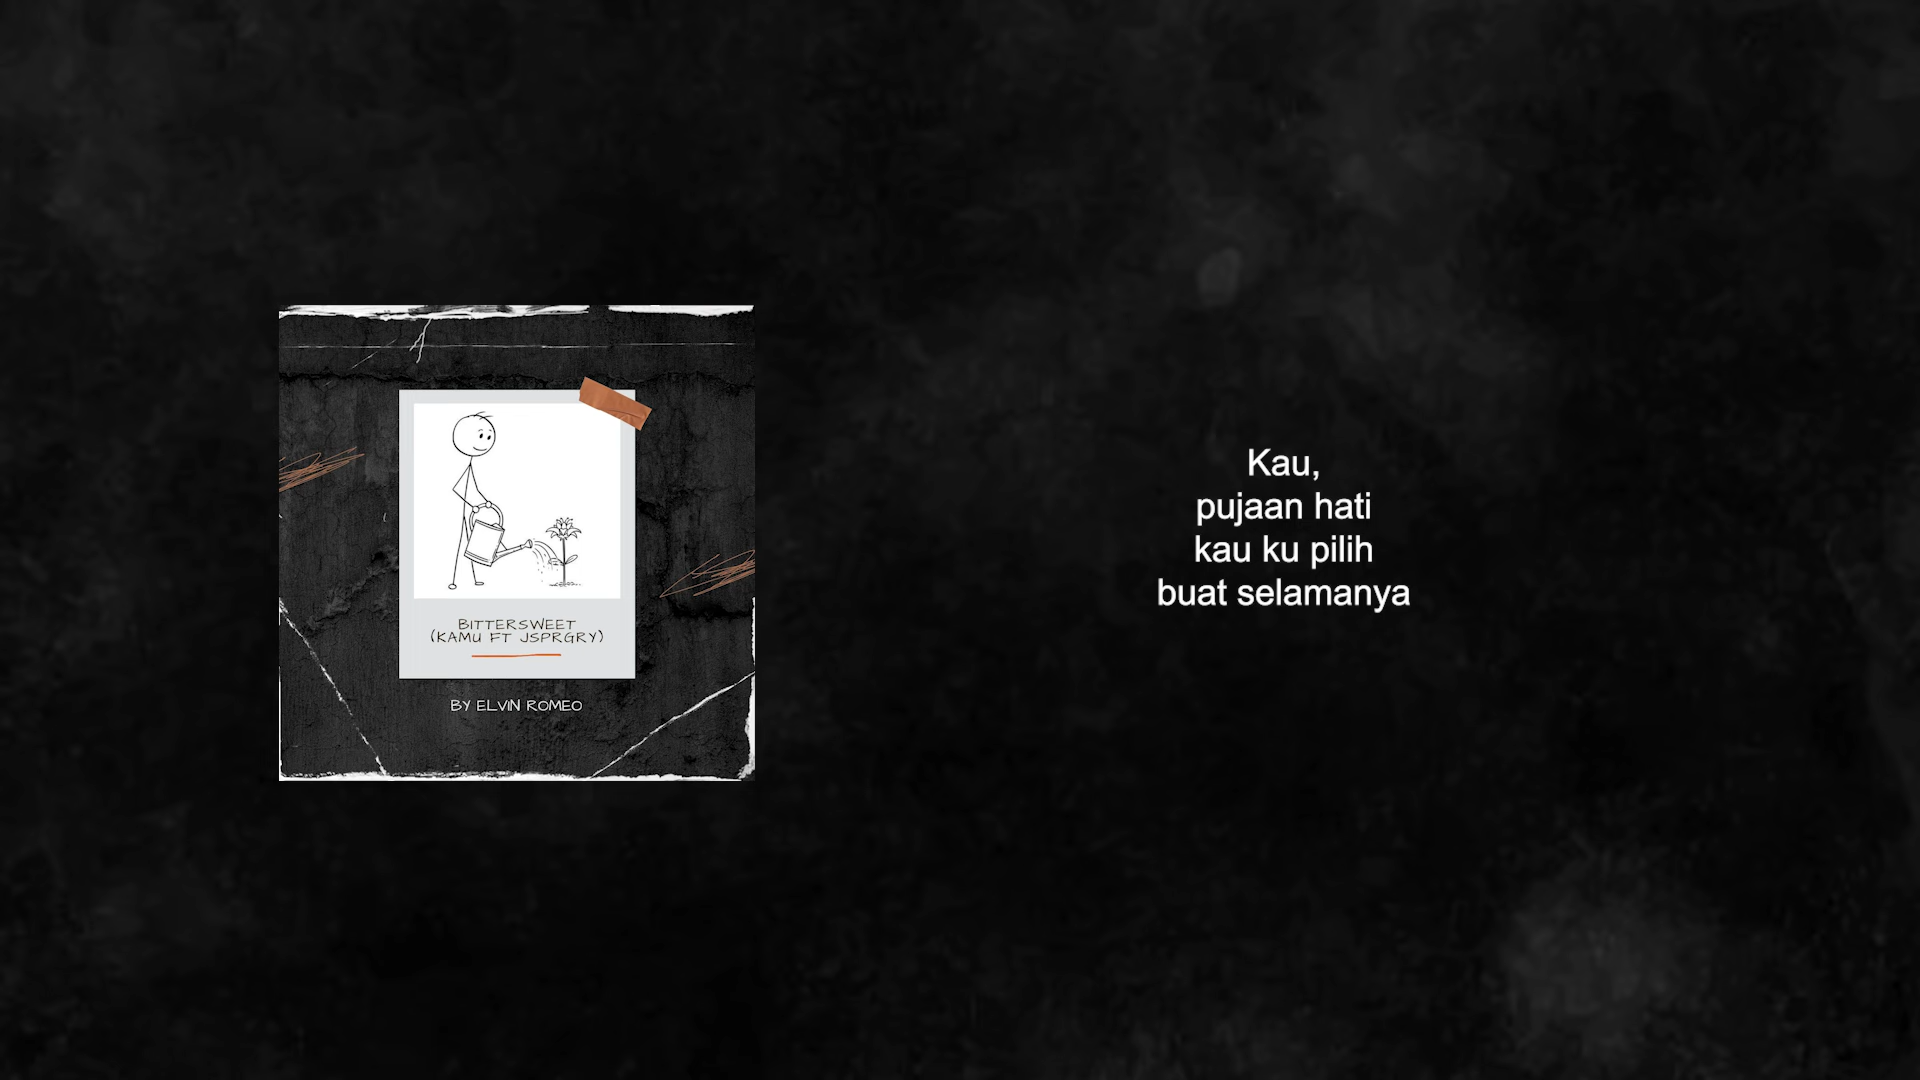 BITTERSWEET
(KAMU FT JSPRGRY)
BY ELVIN ROMEO
Kau,
pujaan hati
kau ku pilih
buat selamanya